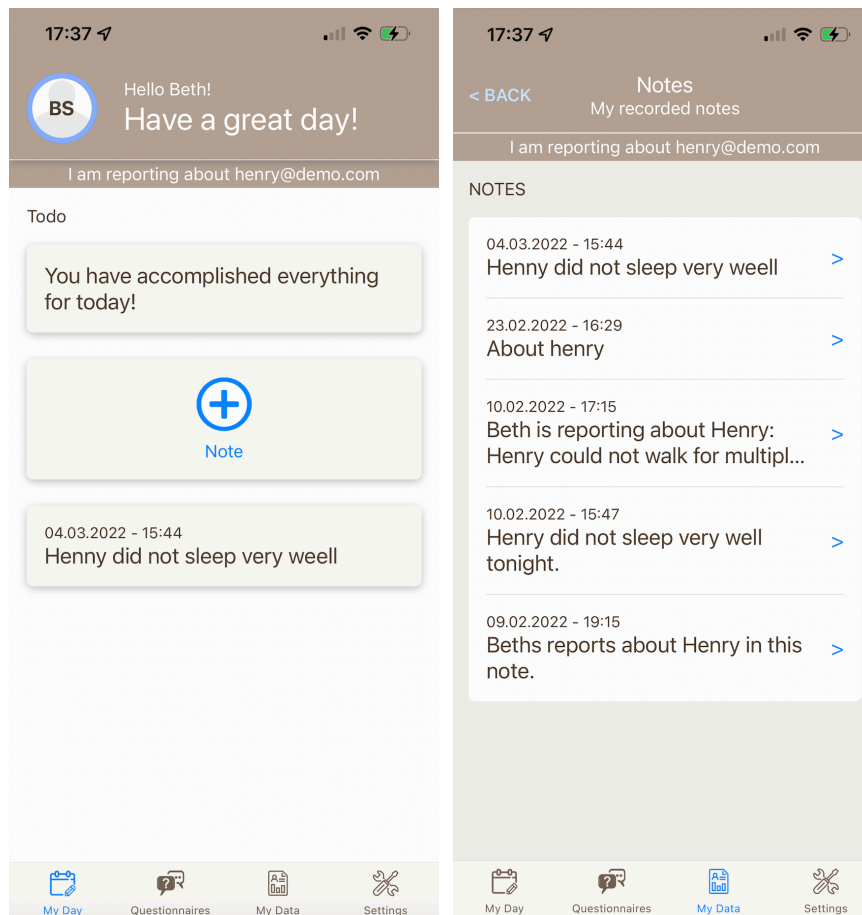 17:37
BS
Hello Beth!
Have a great day!
I am reporting about henry@demo.com
Todo
You have accomplished everything
for today!
Note
04.03.2022 - 15:44
Henny did not sleep very weell
My Day
Questionnaires
My Data
Settings
17:37
< BACK
Notes
My recorded notes
I am reporting about henry@demo.com
NOTES
04.03.2022 - 15:44
Henny did not sleep very weell
>
23.02.2022 - 16:29
About henry
>
10.02.2022 - 17:15
Beth is reporting about Henry:
Henry could not walk for multipl...
>
10.02.2022 - 15:47
Henry did not sleep very well
tonight.
>
09.02.2022 - 19:15
Beths reports about Henry in this
note.
>
My Day
Questionnaires
My Data
Settings